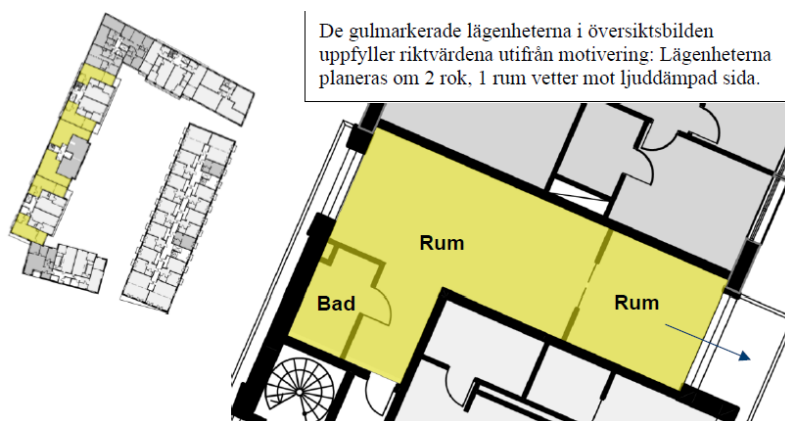 De gulmarkerade lägenheterna i översiktsbilden
uppfyller riktvärdena utifrån motivering: Lägenheterna
planeras om 2 rok, 1 rum vetter mot ljuddämpad sida.
Rum
Rum
Bad